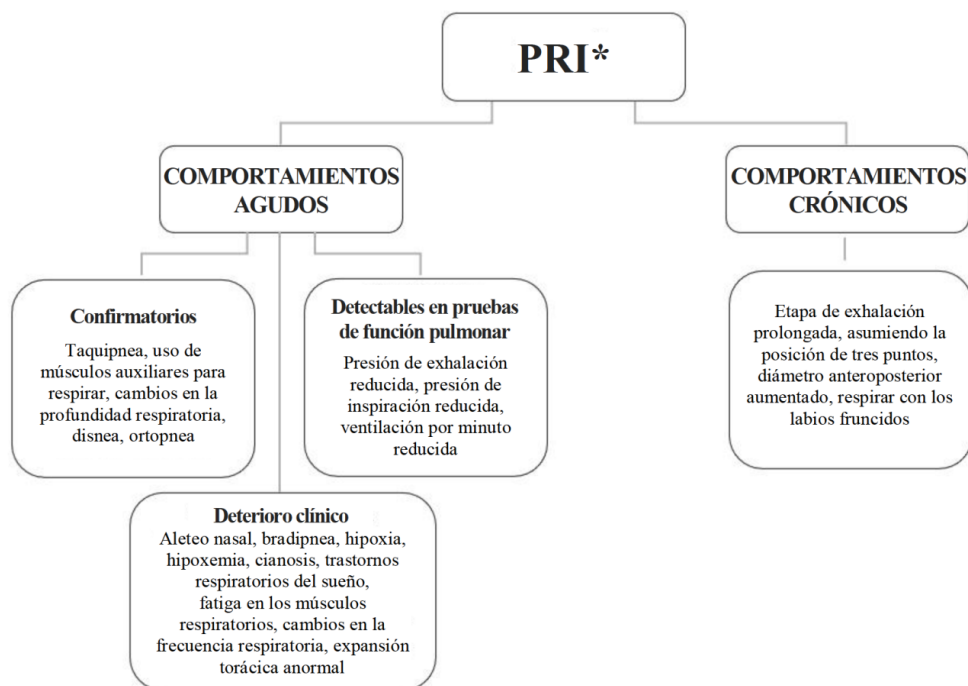 PRI*
COMPORTAMIENTOS
AGUDOS
COMPORTAMIENTOS
CRÓNICOS
Confirmatorios
Taquipnea, uso de
músculos auxiliares para
respirar, cambios en la
profundidad respiratoria,
disnea, ortopnea
Detectables en pruebas
de función pulmonar
Presión de exhalación
reducida, presión de
inspiración reducida,
ventilación por minuto
reducida
Etapa de exhalación
prolongada, asumiendo la
posición de tres puntos,
diámetro anteroposterior
aumentado, respirar con los
labios fruncidos
Deterioro clínico
Aleteo nasal, bradipnea, hipoxia,
hipoxemia, cianosis, trastornos
respiratorios del sueño,
fatiga en los músculos
respiratorios, cambios en la
frecuencia respiratoria, expansión
torácica anormal